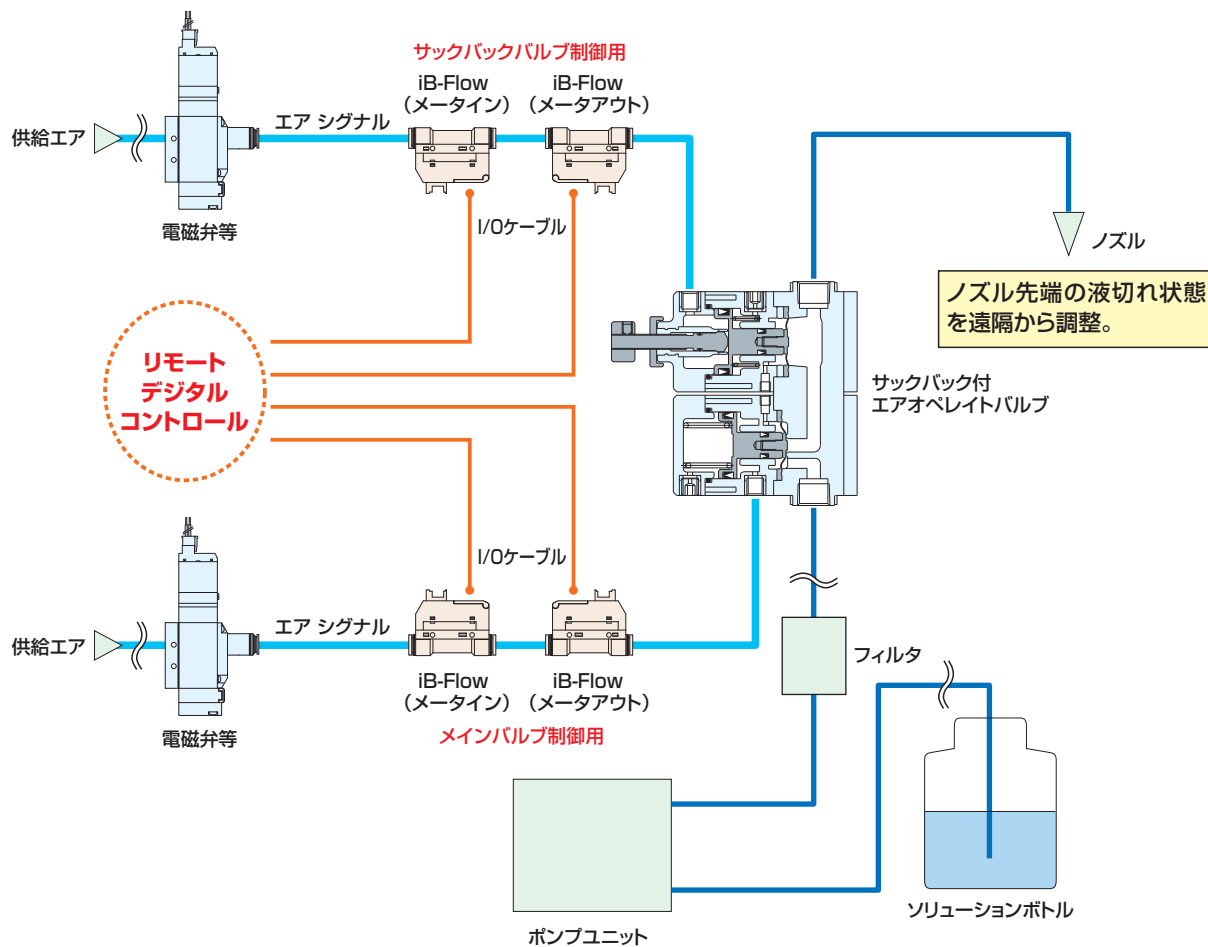 サックバックバルブ制御用
iB-Flow
（メータイン）
iB-Flow
（メータアウト）
供給エア
エア シグナル
電磁弁等
I/Oケーブル
ノズル
ノズル先端の液切れ状態
を遠隔から調整。
リモート
デジタル
コントロール
サックバック付
エアオペレイトバルブ
I/Oケーブル
供給エア
エア シグナル
フィルタ
iB-Flow
（メータイン）
iB-Flow
（メータアウト）
電磁弁等
メインバルブ制御用
ソリューションボトル
ポンプユニット